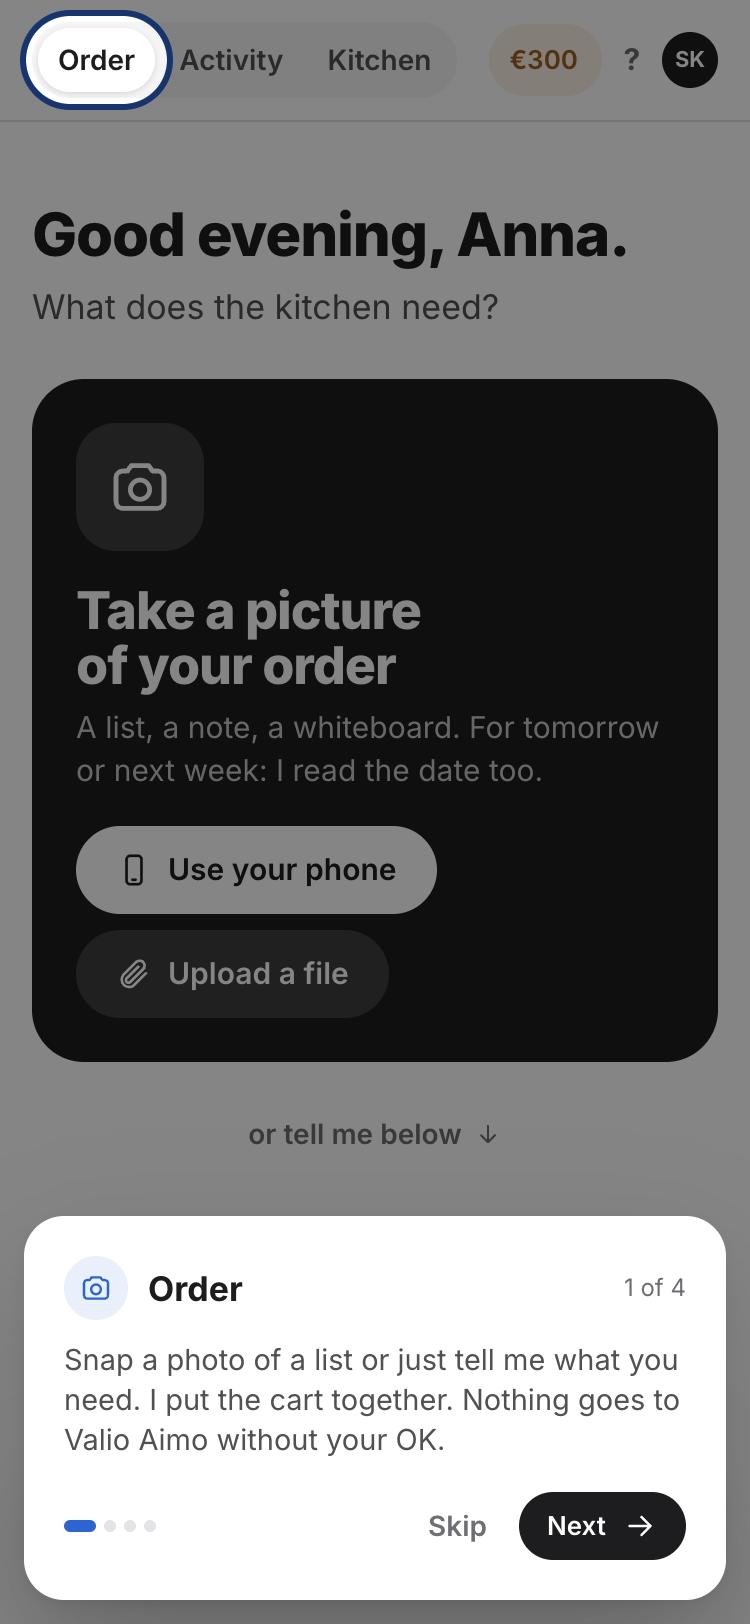 Order
Activity
Kitchen
€300
?
SK
Good evening, Anna.
What does the kitchen need?
Take a picture
of your order
A list, a note, a whiteboard. For tomorrow
or next week: I read the date too.
Use your phone
Upload a file
or tell me below ↓
Order
1 of 4
Snap a photo of a list or just tell me what you
need. I put the cart together. Nothing goes to
Valio Aimo without your OK.
Skip
Next →